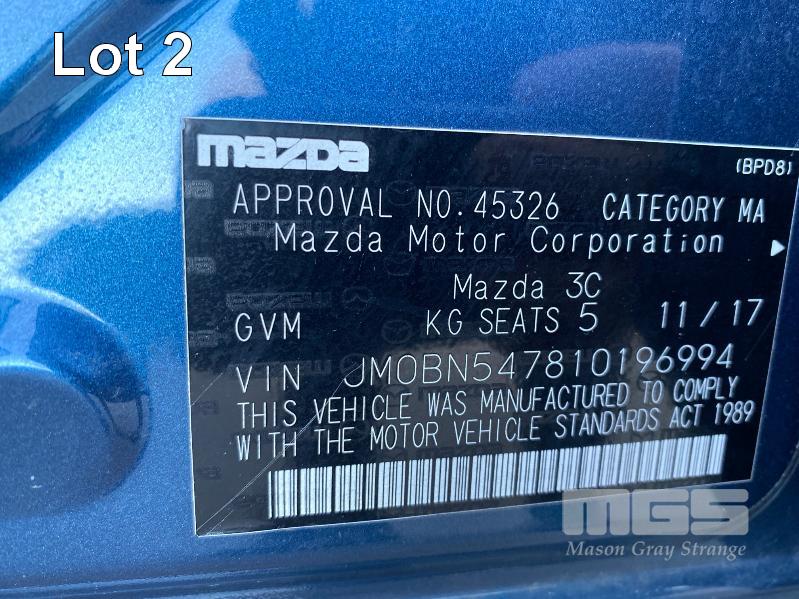 Lot 2
mazda
(BPD8)
APPROVAL NO.45326 CATEGORY MA
Mazda Motor Corporation
Mazda 3C
GVM KG SEATS 5 11/17
VIN JM0BN547810196994
THIS VEHICLE WAS MANUFACTURED TO COMPLY
WITH THE MOTOR VEHICLE STANDARDS ACT 1989
MGS
Mason Gray Strange